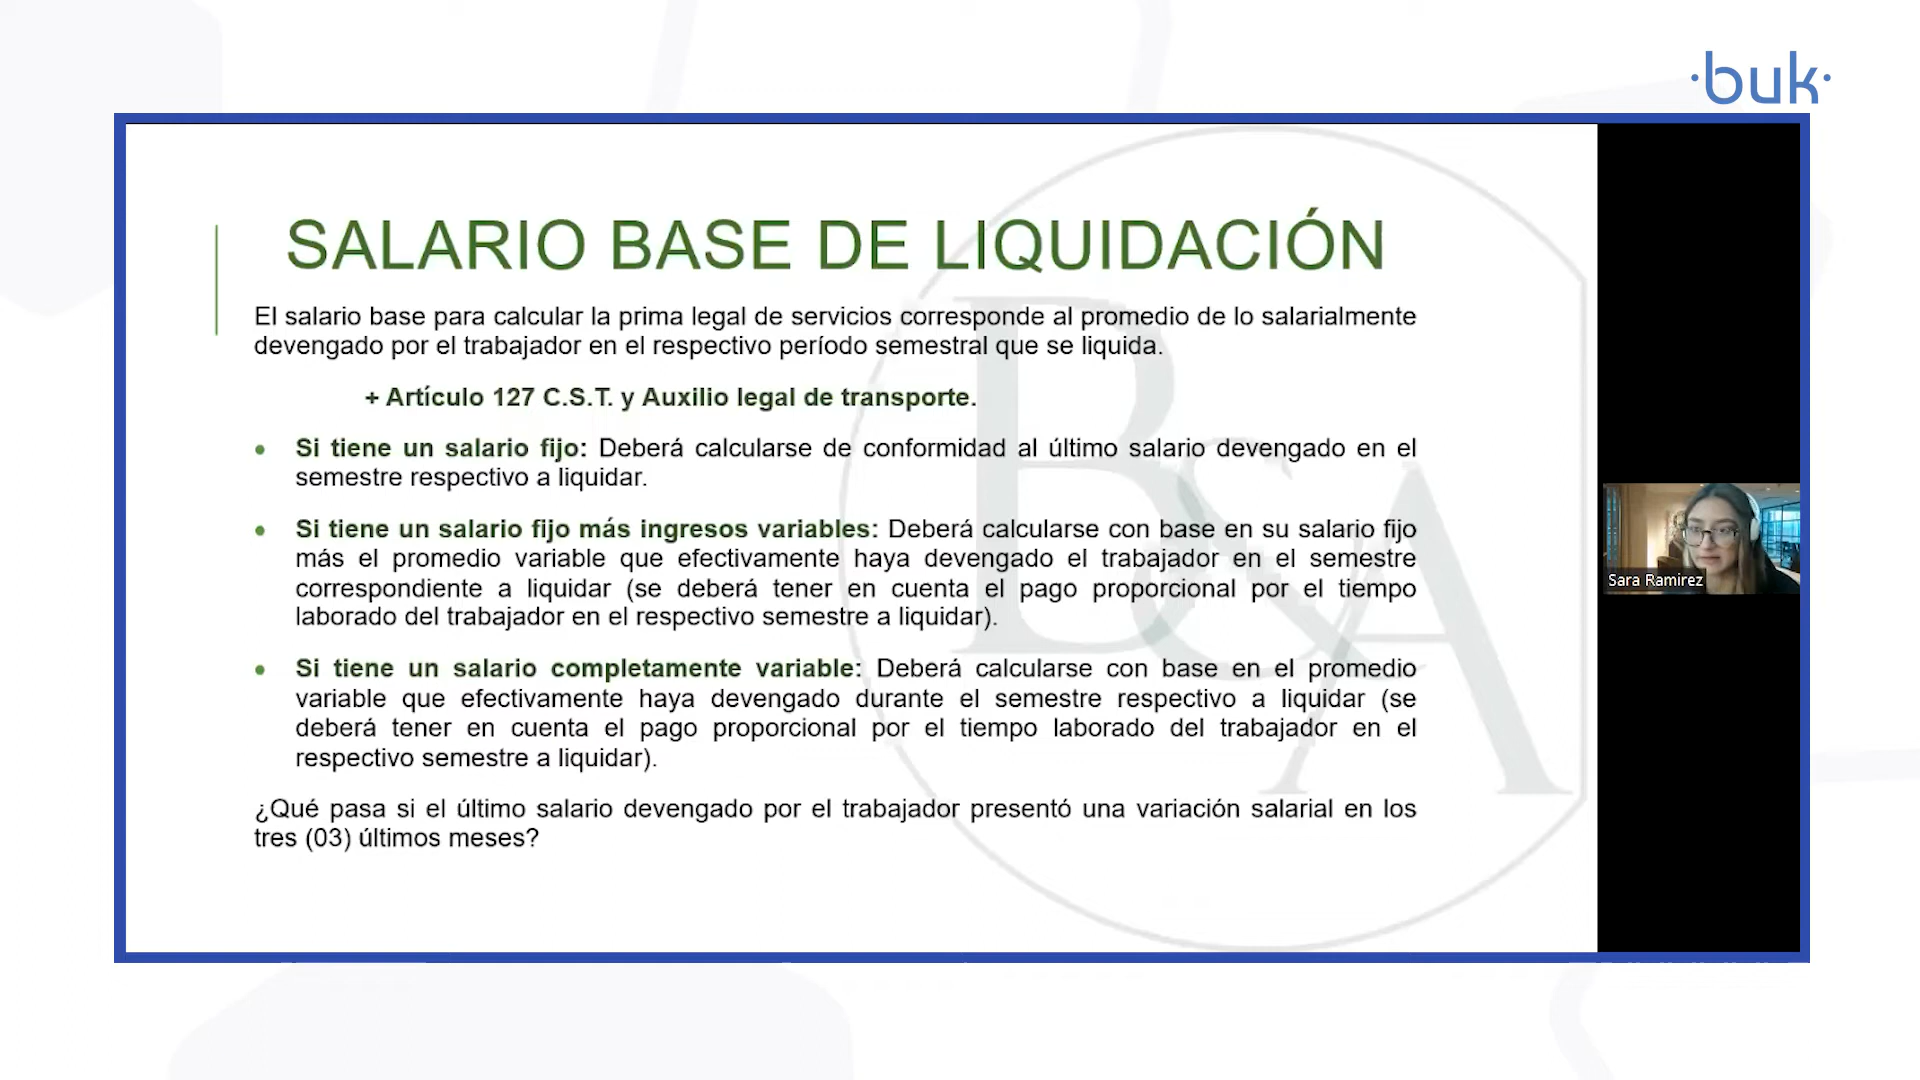 ·buk·
SALARIO BASE DE LIQUIDACIÓN
El salario base para calcular la prima legal de servicios corresponde al promedio de lo salarialmente
devengado por el trabajador en el respectivo período semestral que se liquida.
+ Artículo 127 C.S.T. y Auxilio legal de transporte.
• Si tiene un salario fijo: Deberá calcularse de conformidad al último salario devengado en el
semestre respectivo a liquidar.
• Si tiene un salario fijo más ingresos variables: Deberá calcularse con base en su salario fijo
más el promedio variable que efectivamente haya devengado el trabajador en el semestre
correspondiente a liquidar (se deberá tener en cuenta el pago proporcional por el tiempo
laborado del trabajador en el respectivo semestre a liquidar).
• Si tiene un salario completamente variable: Deberá calcularse con base en el promedio
variable que efectivamente haya devengado durante el semestre respectivo a liquidar (se
deberá tener en cuenta el pago proporcional por el tiempo laborado del trabajador en el
respectivo semestre a liquidar).
¿Qué pasa si el último salario devengado por el trabajador presentó una variación salarial en los
tres (03) últimos meses?
B&A
Sara Ramirez